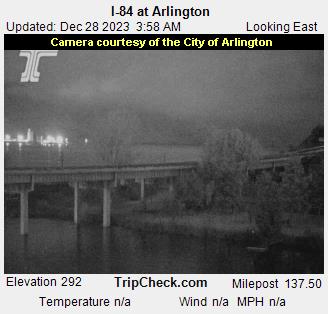 I-84 at Arlington
Updated: Dec 28 2023 3:58 AM Looking East
Camera courtesy of the City of Arlington
Elevation 292 TripCheck.com Milepost 137.50
Temperature n/a Wind n/a MPH n/a